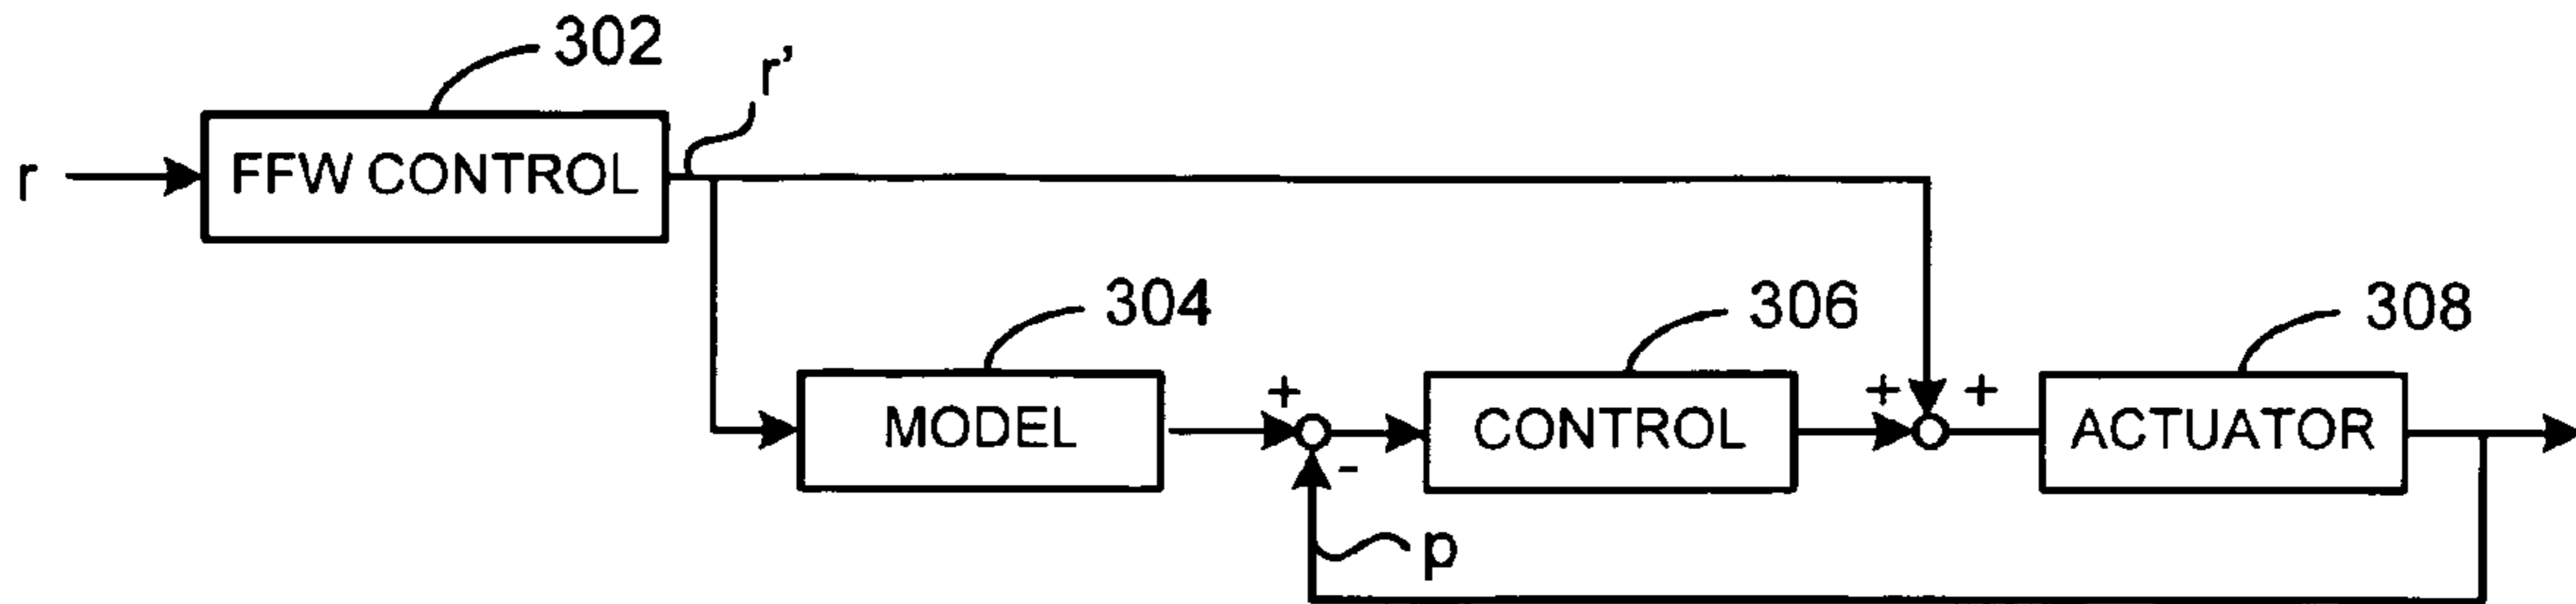 302
r'
r
FFW CONTROL
304
306
308
+
+
+
MODEL
CONTROL
ACTUATOR
-
p